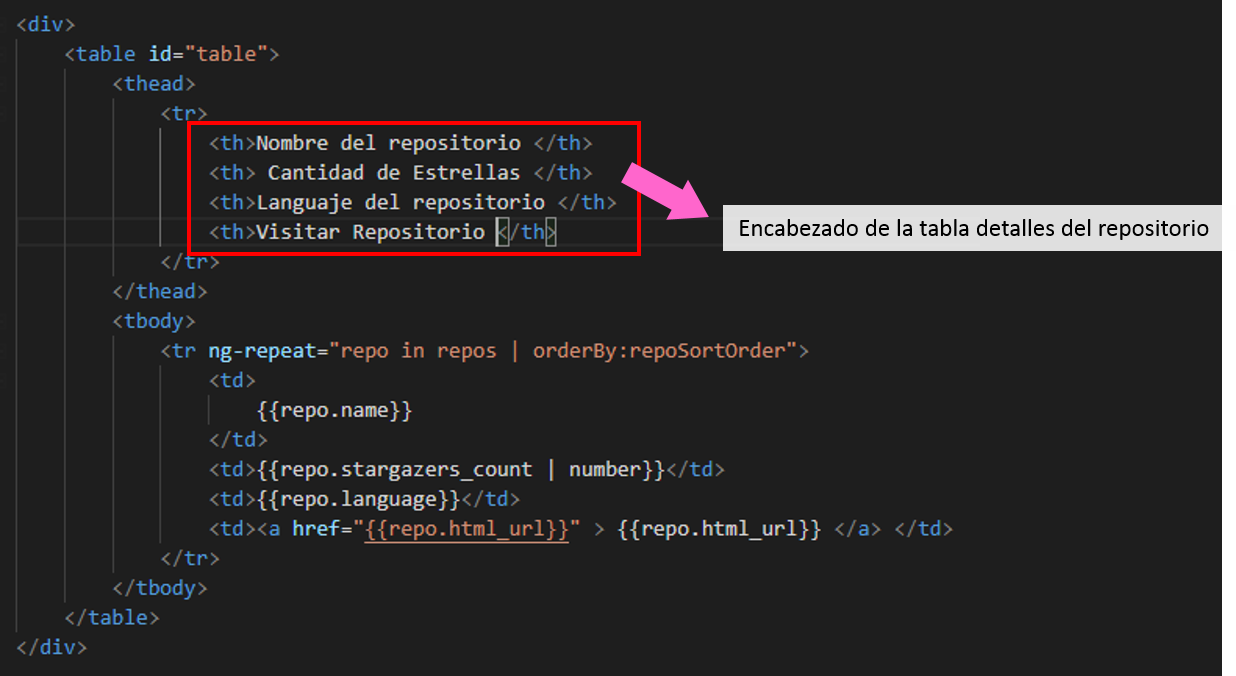 <div>
<table id="table">
<thead>
<tr>
<th>Nombre del repositorio </th>
<th> Cantidad de Estrellas </th>
<th>Languaje del repositorio </th>
<th>Visitar Repositorio </th>
Encabezado de la tabla detalles del repositorio
</tr>
</thead>
<tbody>
<tr ng-repeat="repo in repos | orderBy:repoSortOrder">
<td>
{{repo.name}}
</td>
<td>{{repo.stargazers_count | number}}</td>
<td>{{repo.language}}</td>
<td><a href="{{repo.html_url}}" > {{repo.html_url}} </a> </td>
</tr>
</tbody>
</table>
</div>